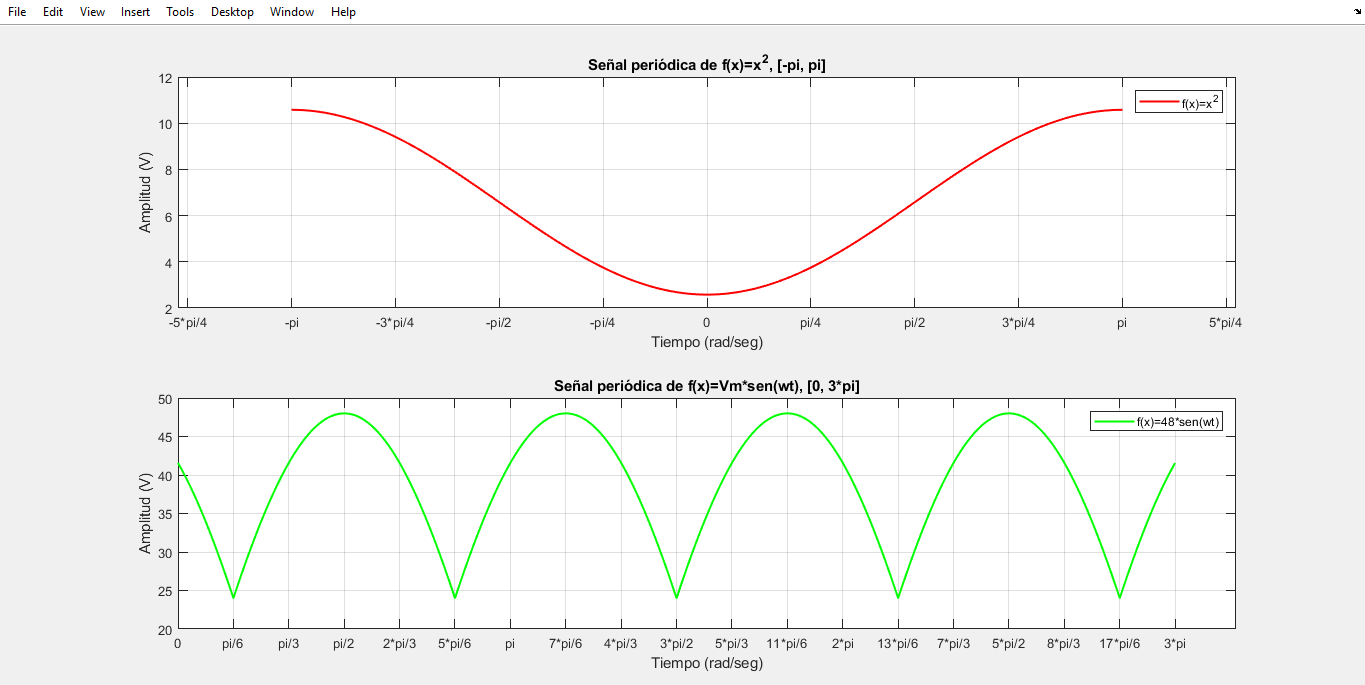 File Edit View Insert Tools Desktop Window Help
Señal periódica de f(x)=x², [-pi, pi]
12
10
8
6
4
2
Amplitud (V)
f(x)=x²
-5*pi/4 -pi -3*pi/4 -pi/2 -pi/4 0 pi/4 pi/2 3*pi/4 pi 5*pi/4
Tiempo (rad/seg)
Señal periódica de f(x)=Vm*sen(wt), [0, 3*pi]
50
45
40
35
30
25
20
Amplitud (V)
f(x)=48*sen(wt)
0 pi/6 pi/3 pi/2 2*pi/3 5*pi/6 pi 7*pi/6 4*pi/3 3*pi/2 5*pi/3 11*pi/6 2*pi 13*pi/6 7*pi/3 5*pi/2 8*pi/3 17*pi/6 3*pi
Tiempo (rad/seg)